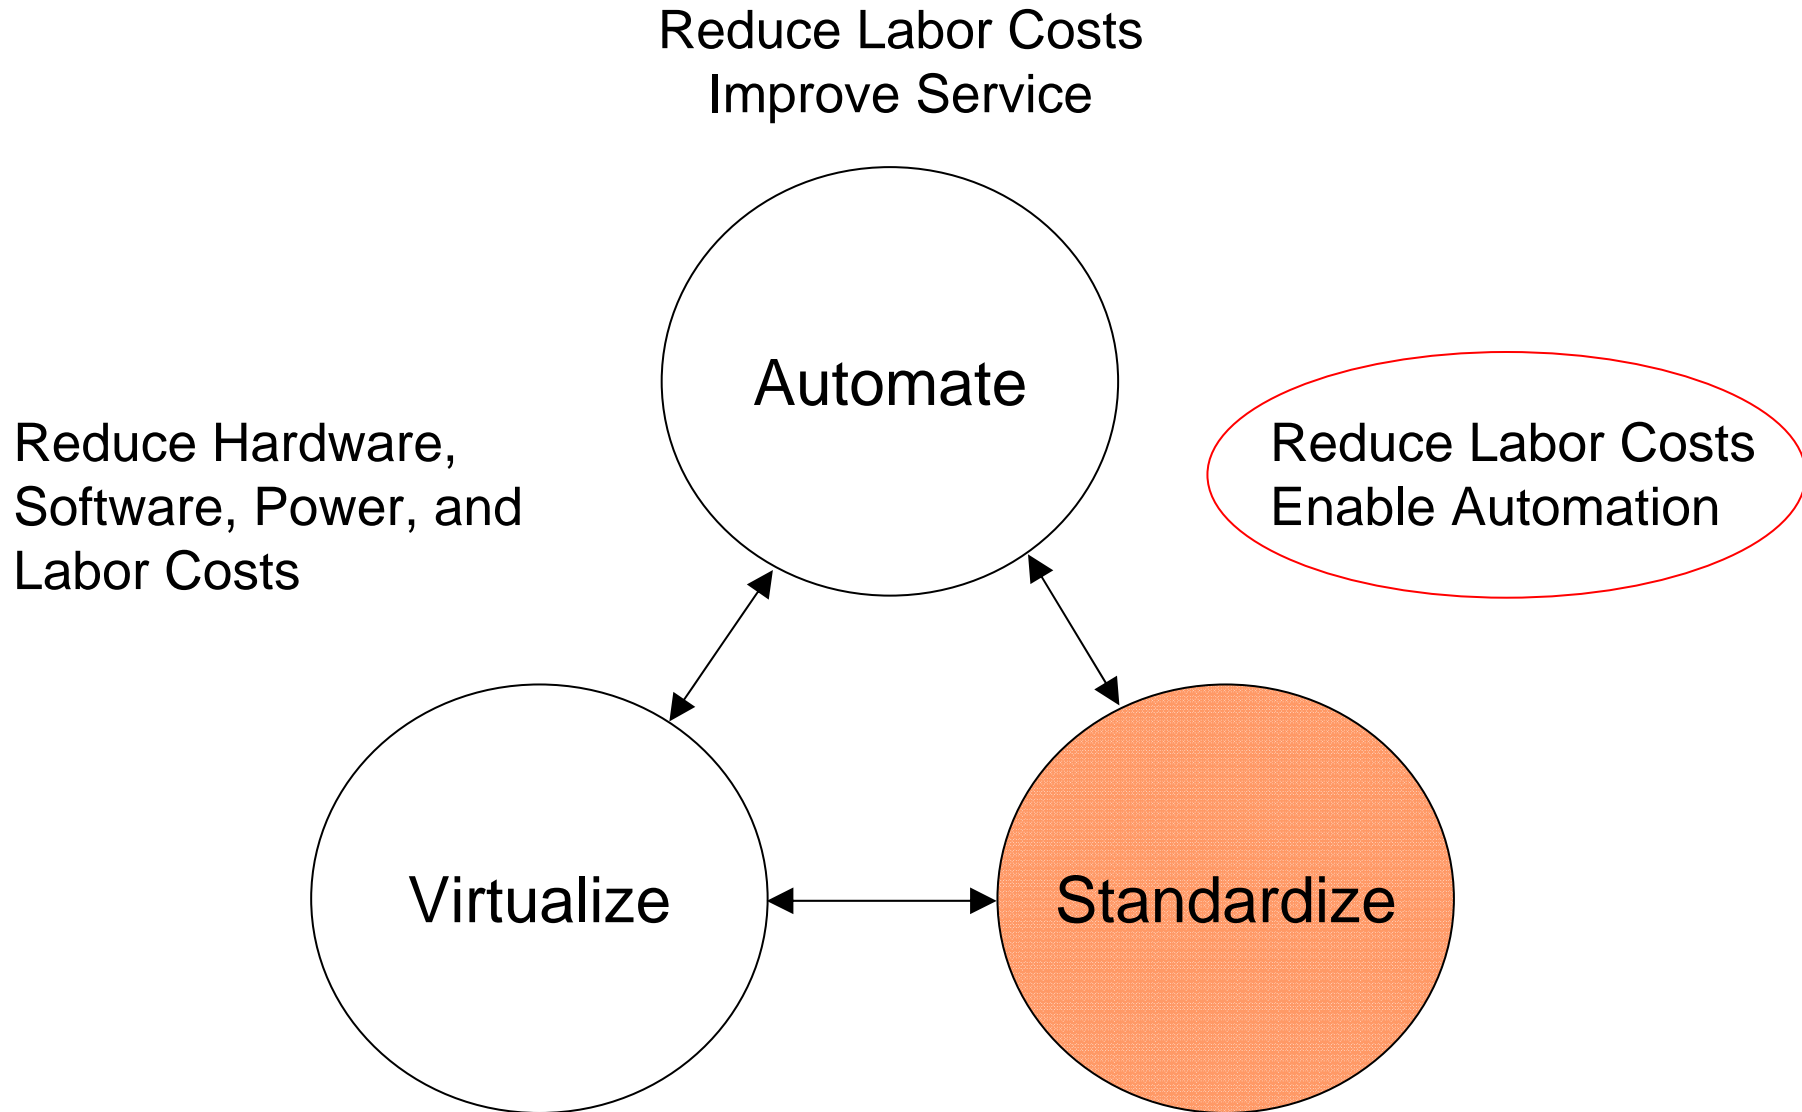 Reduce Labor Costs
Improve Service
Automate
Reduce Hardware,
Software, Power, and
Labor Costs
Reduce Labor Costs
Enable Automation
Virtualize
Standardize